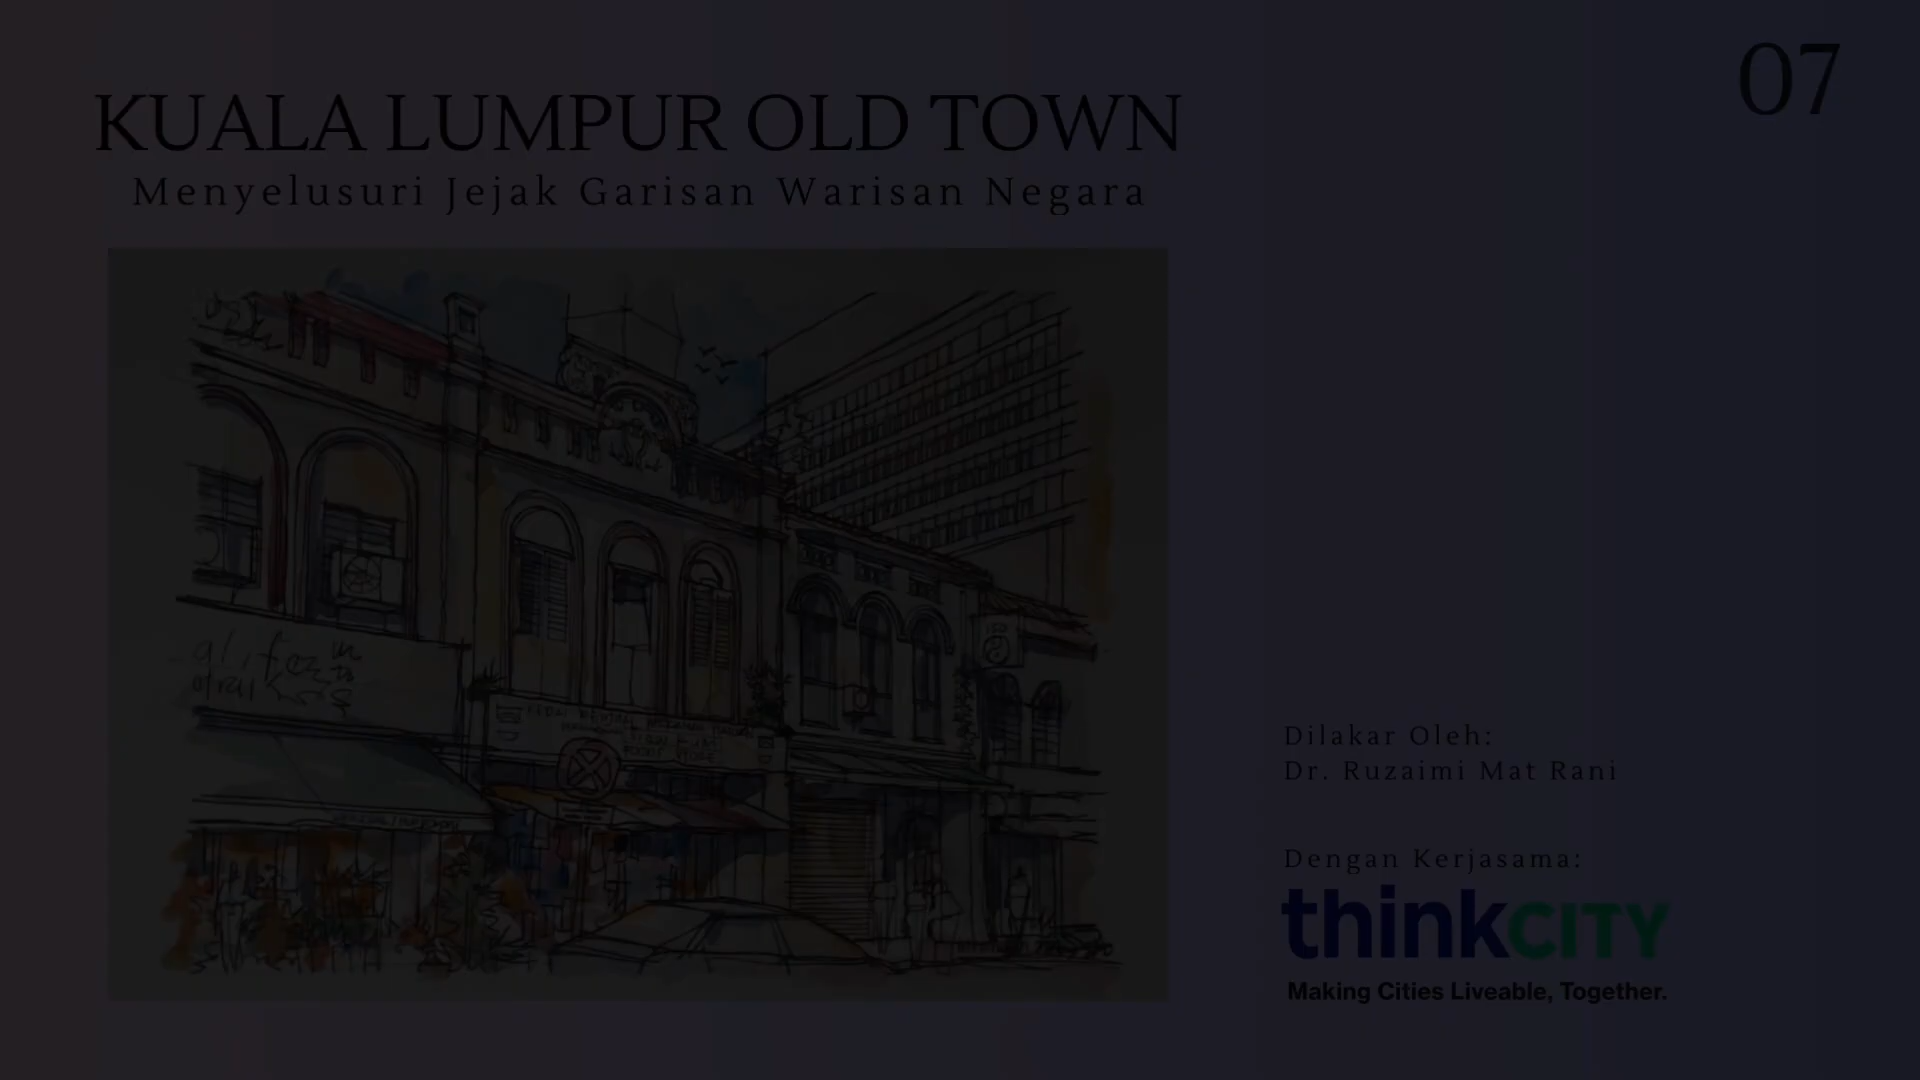 07
KUALA LUMPUR OLD TOWN
Menyelusuri Jejak Garisan Warisan Negara
Dilakar Oleh:
Dr. Ruzaimi Mat Rani
Dengan Kerjasama:
thinkCITY
Making Cities Liveable, Together.